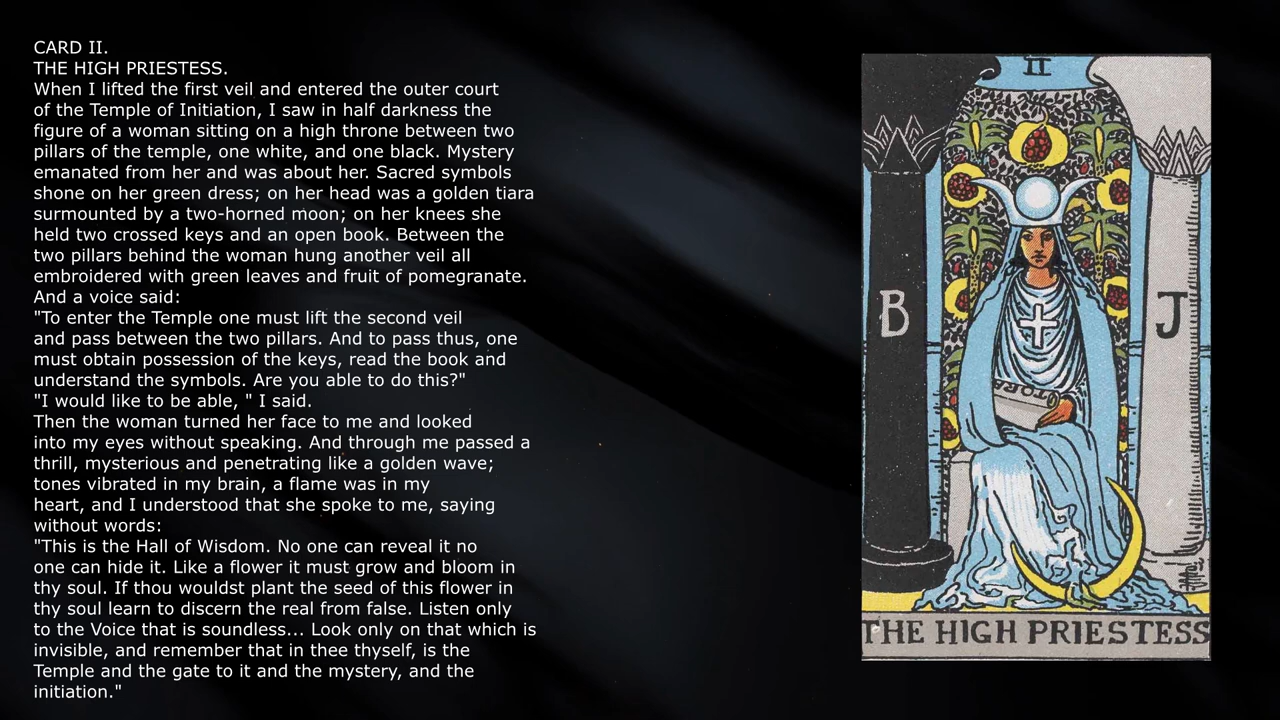 CARD II.
THE HIGH PRIESTESS.
When I lifted the first veil and entered the outer court
of the Temple of Initiation, I saw in half darkness the
figure of a woman sitting on a high throne between two
pillars of the temple, one white, and one black. Mystery
emanated from her and was about her. Sacred symbols
shone on her green dress; on her head was a golden tiara
surmounted by a two-horned moon; on her knees she
held two crossed keys and an open book. Between the
two pillars behind the woman hung another veil all
embroidered with green leaves and fruit of pomegranate.
And a voice said:
"To enter the Temple one must lift the second veil
and pass between the two pillars. And to pass thus, one
must obtain possession of the keys, read the book and
understand the symbols. Are you able to do this?"
"I would like to be able, " I said.
Then the woman turned her face to me and looked
into my eyes without speaking. And through me passed a
thrill, mysterious and penetrating like a golden wave;
tones vibrated in my brain, a flame was in my
heart, and I understood that she spoke to me, saying
without words:
"This is the Hall of Wisdom. No one can reveal it no
one can hide it. Like a flower it must grow and bloom in
thy soul. If thou wouldst plant the seed of this flower in
thy soul learn to discern the real from false. Listen only
to the Voice that is soundless... Look only on that which is
invisible, and remember that in thee thyself, is the
Temple and the gate to it and the mystery, and the
initiation."
II
B
J
TORA
THE HIGH PRIESTESS